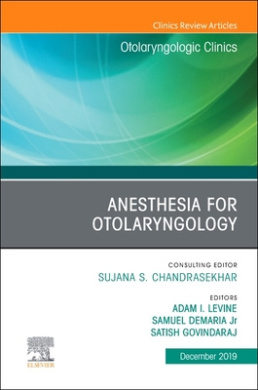 Clinics Review Articles
Otolaryngologic Clinics
ANESTHESIA FOR
OTOLARYNGOLOGY
CONSULTING EDITOR
SUJANA S. CHANDRASEKHAR
EDITORS
ADAM I. LEVINE
SAMUEL DEMARIA Jr
SATISH GOVINDARAJ
ELSEVIER
December 2019